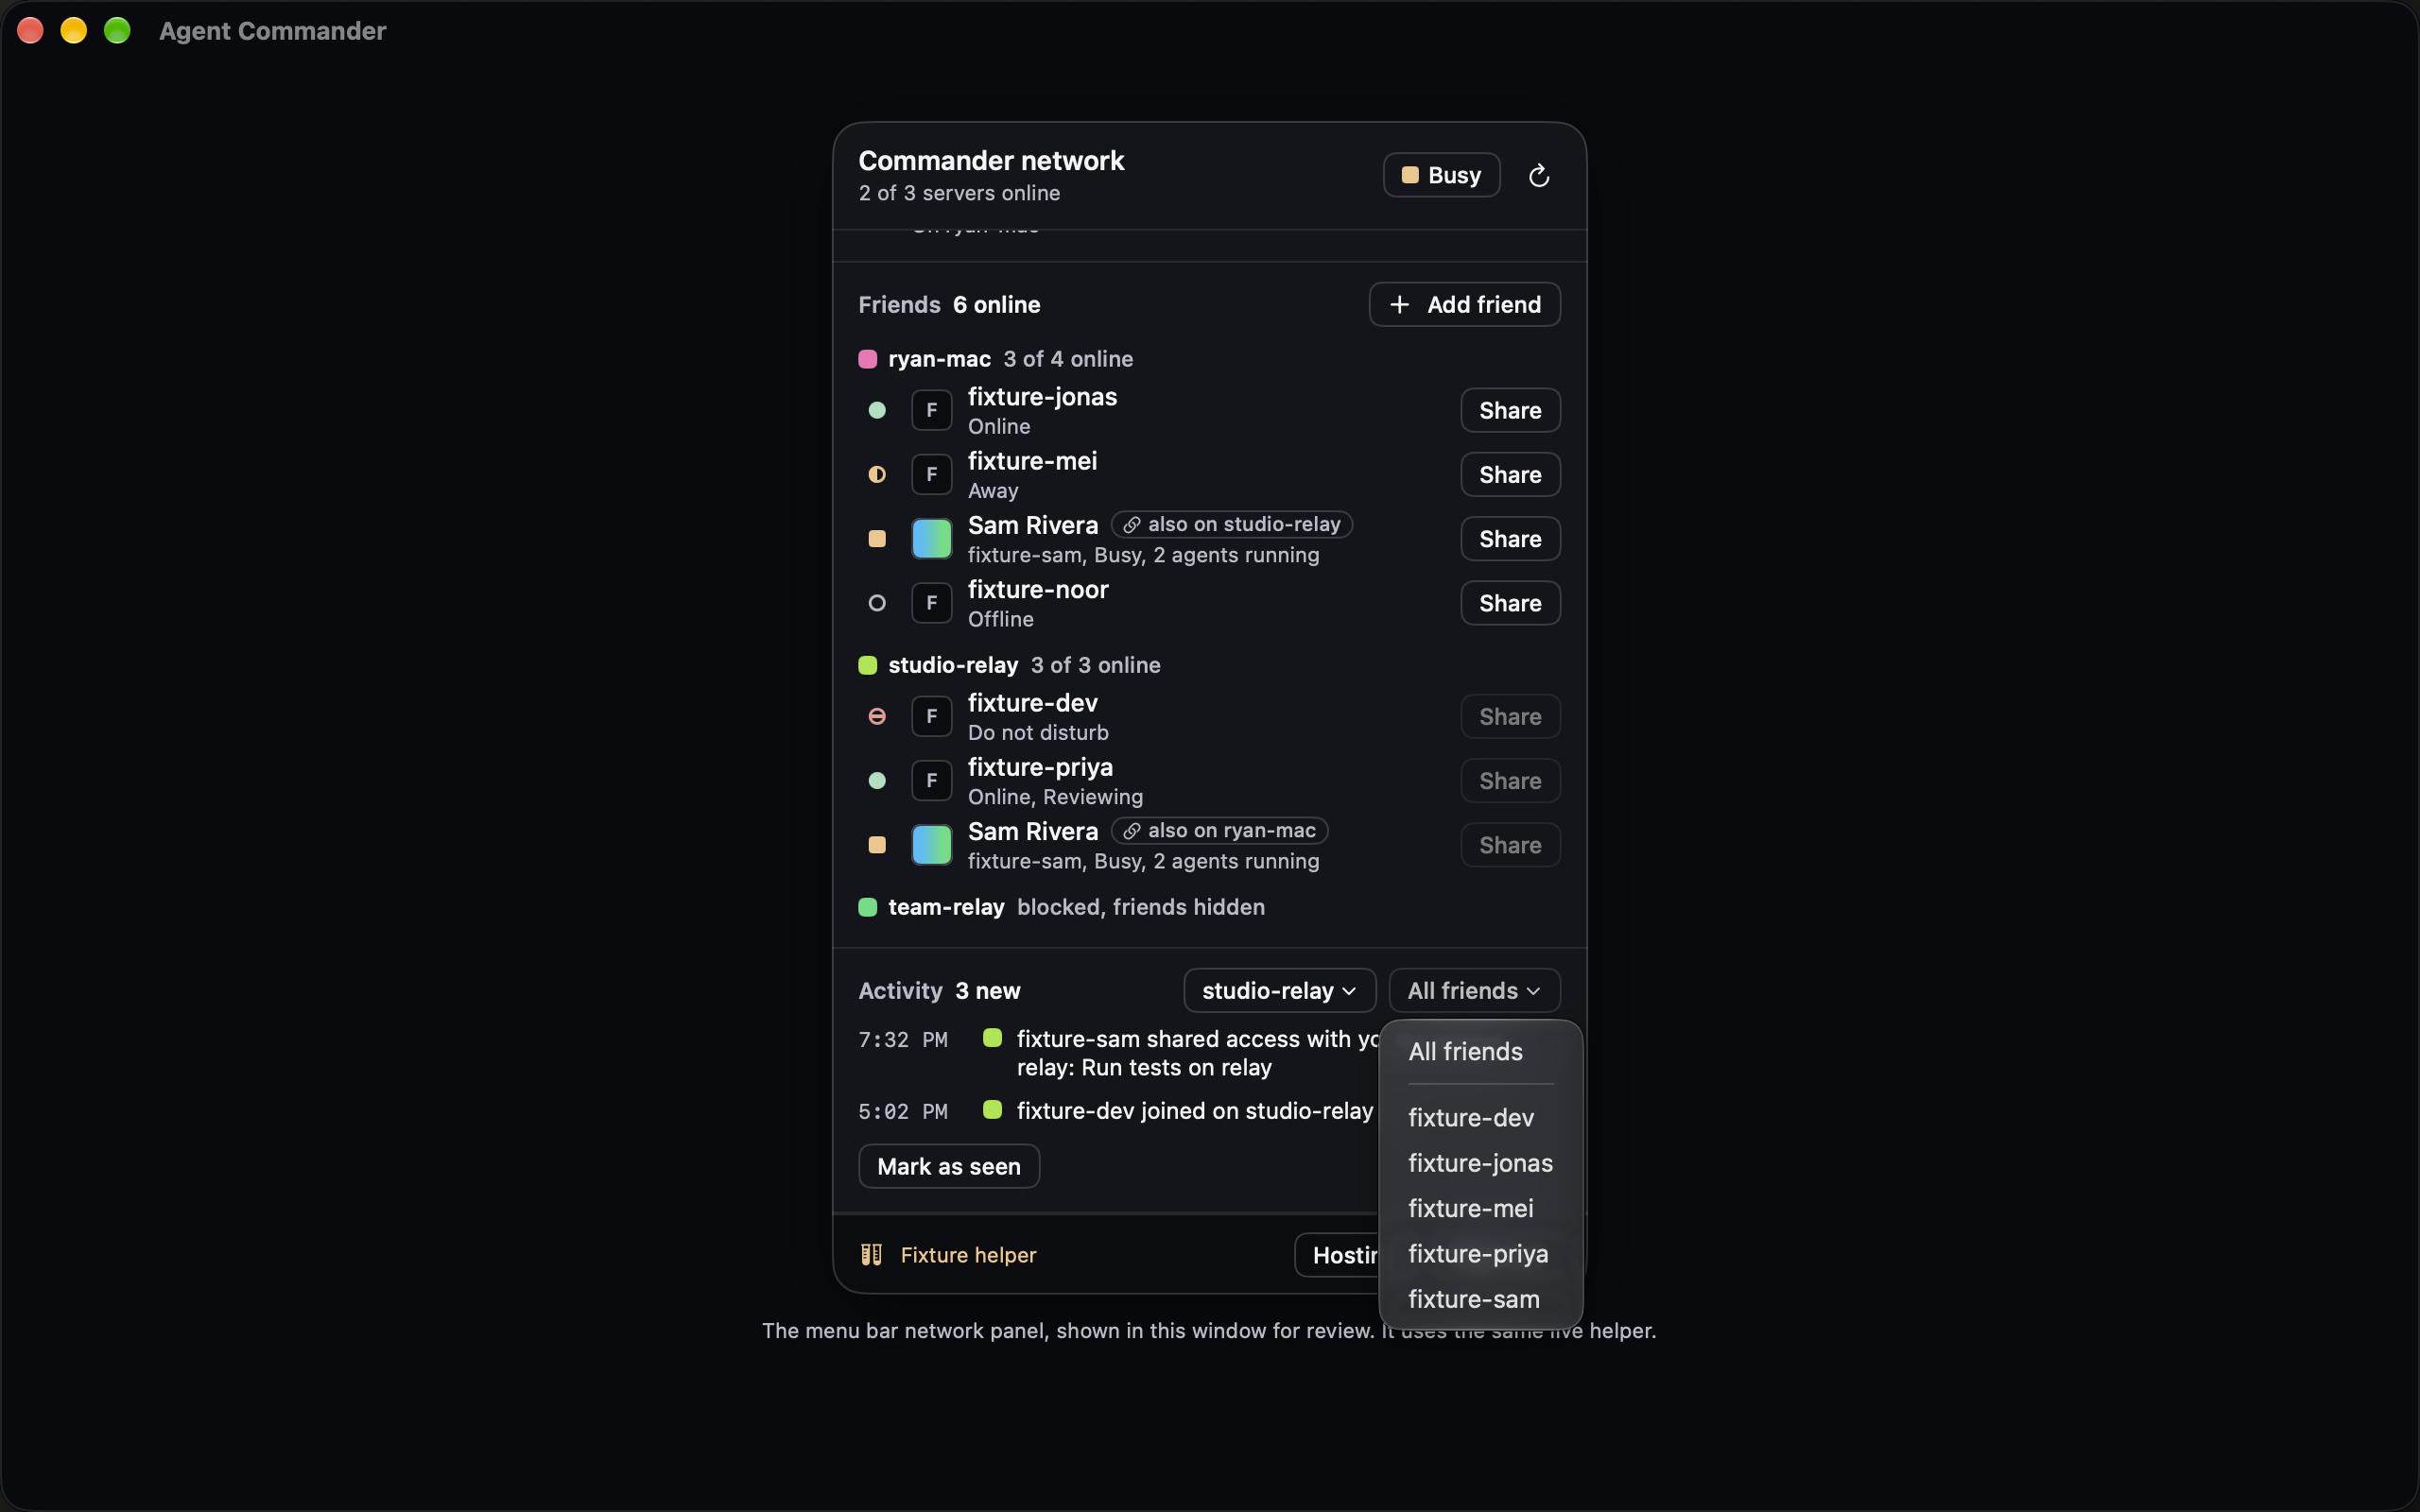 Agent Commander
Commander network
2 of 3 servers online
Busy
Friends 6 online
Add friend
ryan-mac 3 of 4 online
F
fixture-jonas
Online
Share
F
fixture-mei
Away
Share
Sam Rivera
also on studio-relay
fixture-sam, Busy, 2 agents running
Share
F
fixture-noor
Offline
Share
studio-relay 3 of 3 online
F
fixture-dev
Do not disturb
Share
F
fixture-priya
Online, Reviewing
Share
Sam Rivera
also on ryan-mac
fixture-sam, Busy, 2 agents running
Share
team-relay blocked, friends hidden
Activity 3 new
studio-relay
All friends
7:32 PM
fixture-sam shared access with
relay: Run tests on relay
5:02 PM
fixture-dev joined on studio-relay
Mark as seen
All friends
fixture-dev
fixture-jonas
fixture-mei
fixture-priya
fixture-sam
Fixture helper
The menu bar network panel, shown in this window for review. It uses the same live helper.